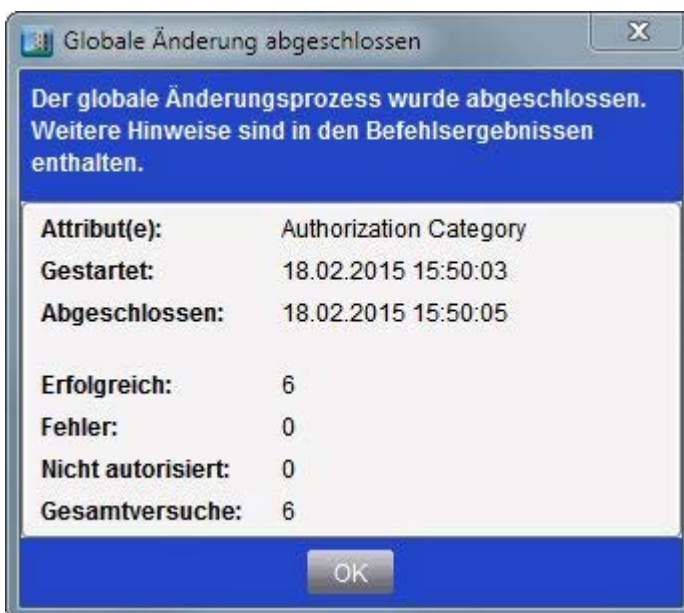 Globale Änderung abgeschlossen
Der globale Änderungsprozess wurde abgeschlossen.
Weitere Hinweise sind in den Befehlsergebnissen
enthalten.
Attribut(e): Authorization Category
Gestartet: 18.02.2015 15:50:03
Abgeschlossen: 18.02.2015 15:50:05
Erfolgreich: 6
Fehler: 0
Nicht autorisiert: 0
Gesamtversuche: 6
OK